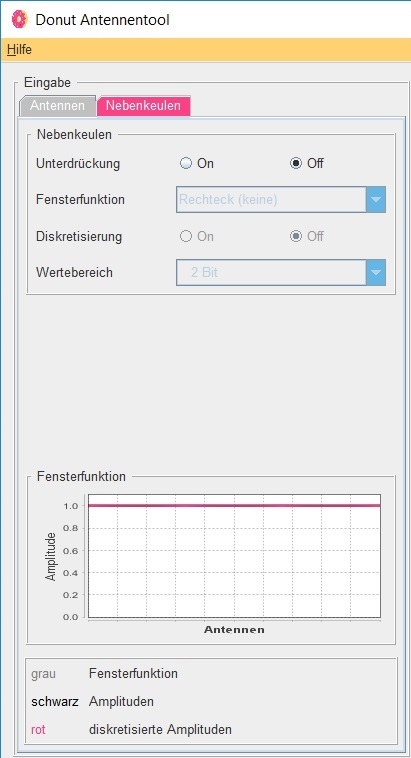 Donut Antennentool
Hilfe
Eingabe
Antennen Nebenkeulen
Nebenkeulen
Unterdrückung On Off
Fensterfunktion Rechteck (keine)
Diskretisierung On Off
Wertebereich 2 Bit
Fensterfunktion
1.0
0.8
0.6
0.4
0.2
0.0
Amplitude
Antennen
grau Fensterfunktion
schwarz Amplituden
rot diskretisierte Amplituden